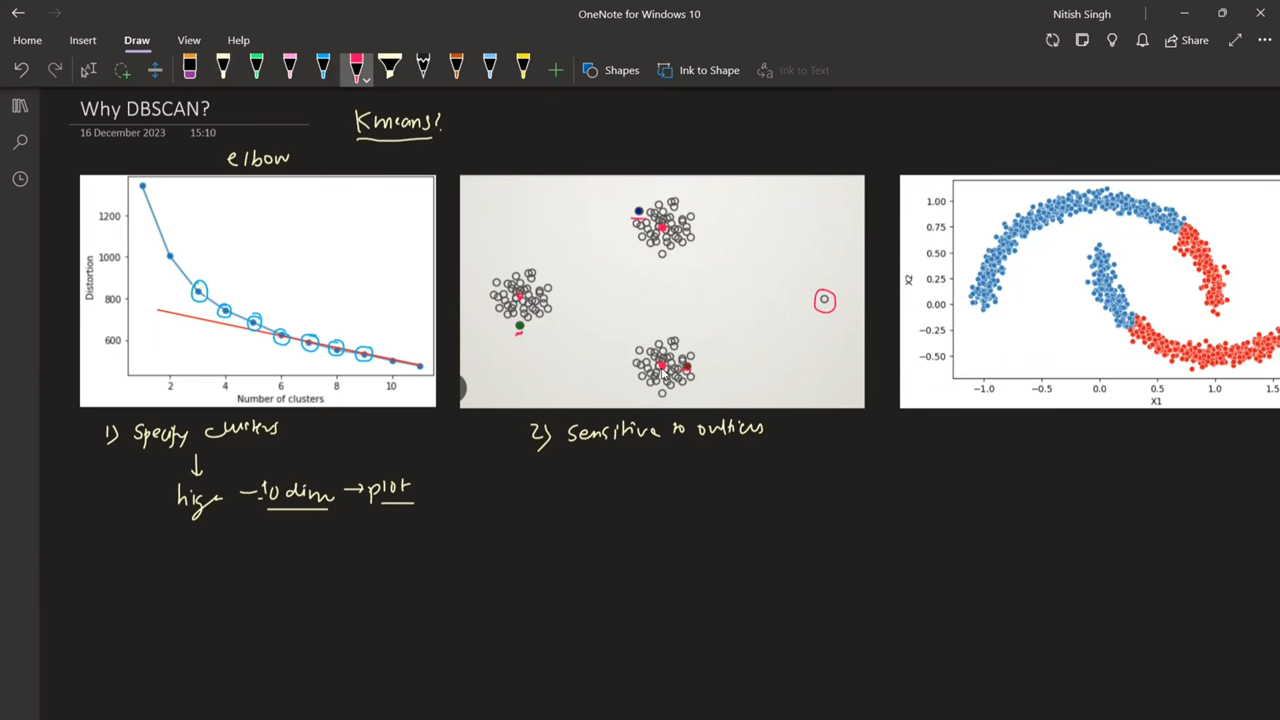 OneNote for Windows 10
Nitish Singh
Home Insert Draw View Help
Share
Shapes
Ink to Shape
Ink to Text
Why DBSCAN?
16 December 2023 15:10
Kmeans?
elbow
1200
1000
800
600
Distortion
2 4 6 8 10
Number of clusters
1.00
0.75
0.50
0.25
0.00
−0.25
−0.50
X2
−1.0 −0.5 0.0 0.5 1.0 1.5
X1
1) Specify clusters
10 dim → plot
2) Sensitive to outliers